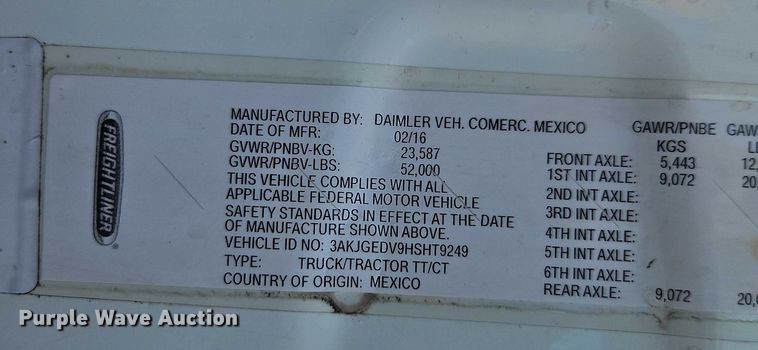 FREIGHTLINER
MANUFACTURED BY: DAIMLER VEH. COMERC. MEXICO
DATE OF MFR: 02/16
GVWR/PNBV-KG: 23,587
GVWR/PNBV-LBS: 52,000
THIS VEHICLE COMPLIES WITH ALL
APPLICABLE FEDERAL MOTOR VEHICLE
SAFETY STANDARDS IN EFFECT AT THE DATE
OF MANUFACTURE SHOWN ABOVE.
VEHICLE ID NO: 3AKJGEDV9HSHT9249
TYPE: TRUCK/TRACTOR TT/CT
COUNTRY OF ORIGIN: MEXICO
GAWR/PNBE GAW
KGS L
FRONT AXLE: 5,443 12,
1ST INT AXLE: 9,072 20,
2ND INT AXLE:
3RD INT AXLE:
4TH INT AXLE:
5TH INT AXLE:
6TH INT AXLE:
REAR AXLE: 9,072 20,
Purple Wave Auction